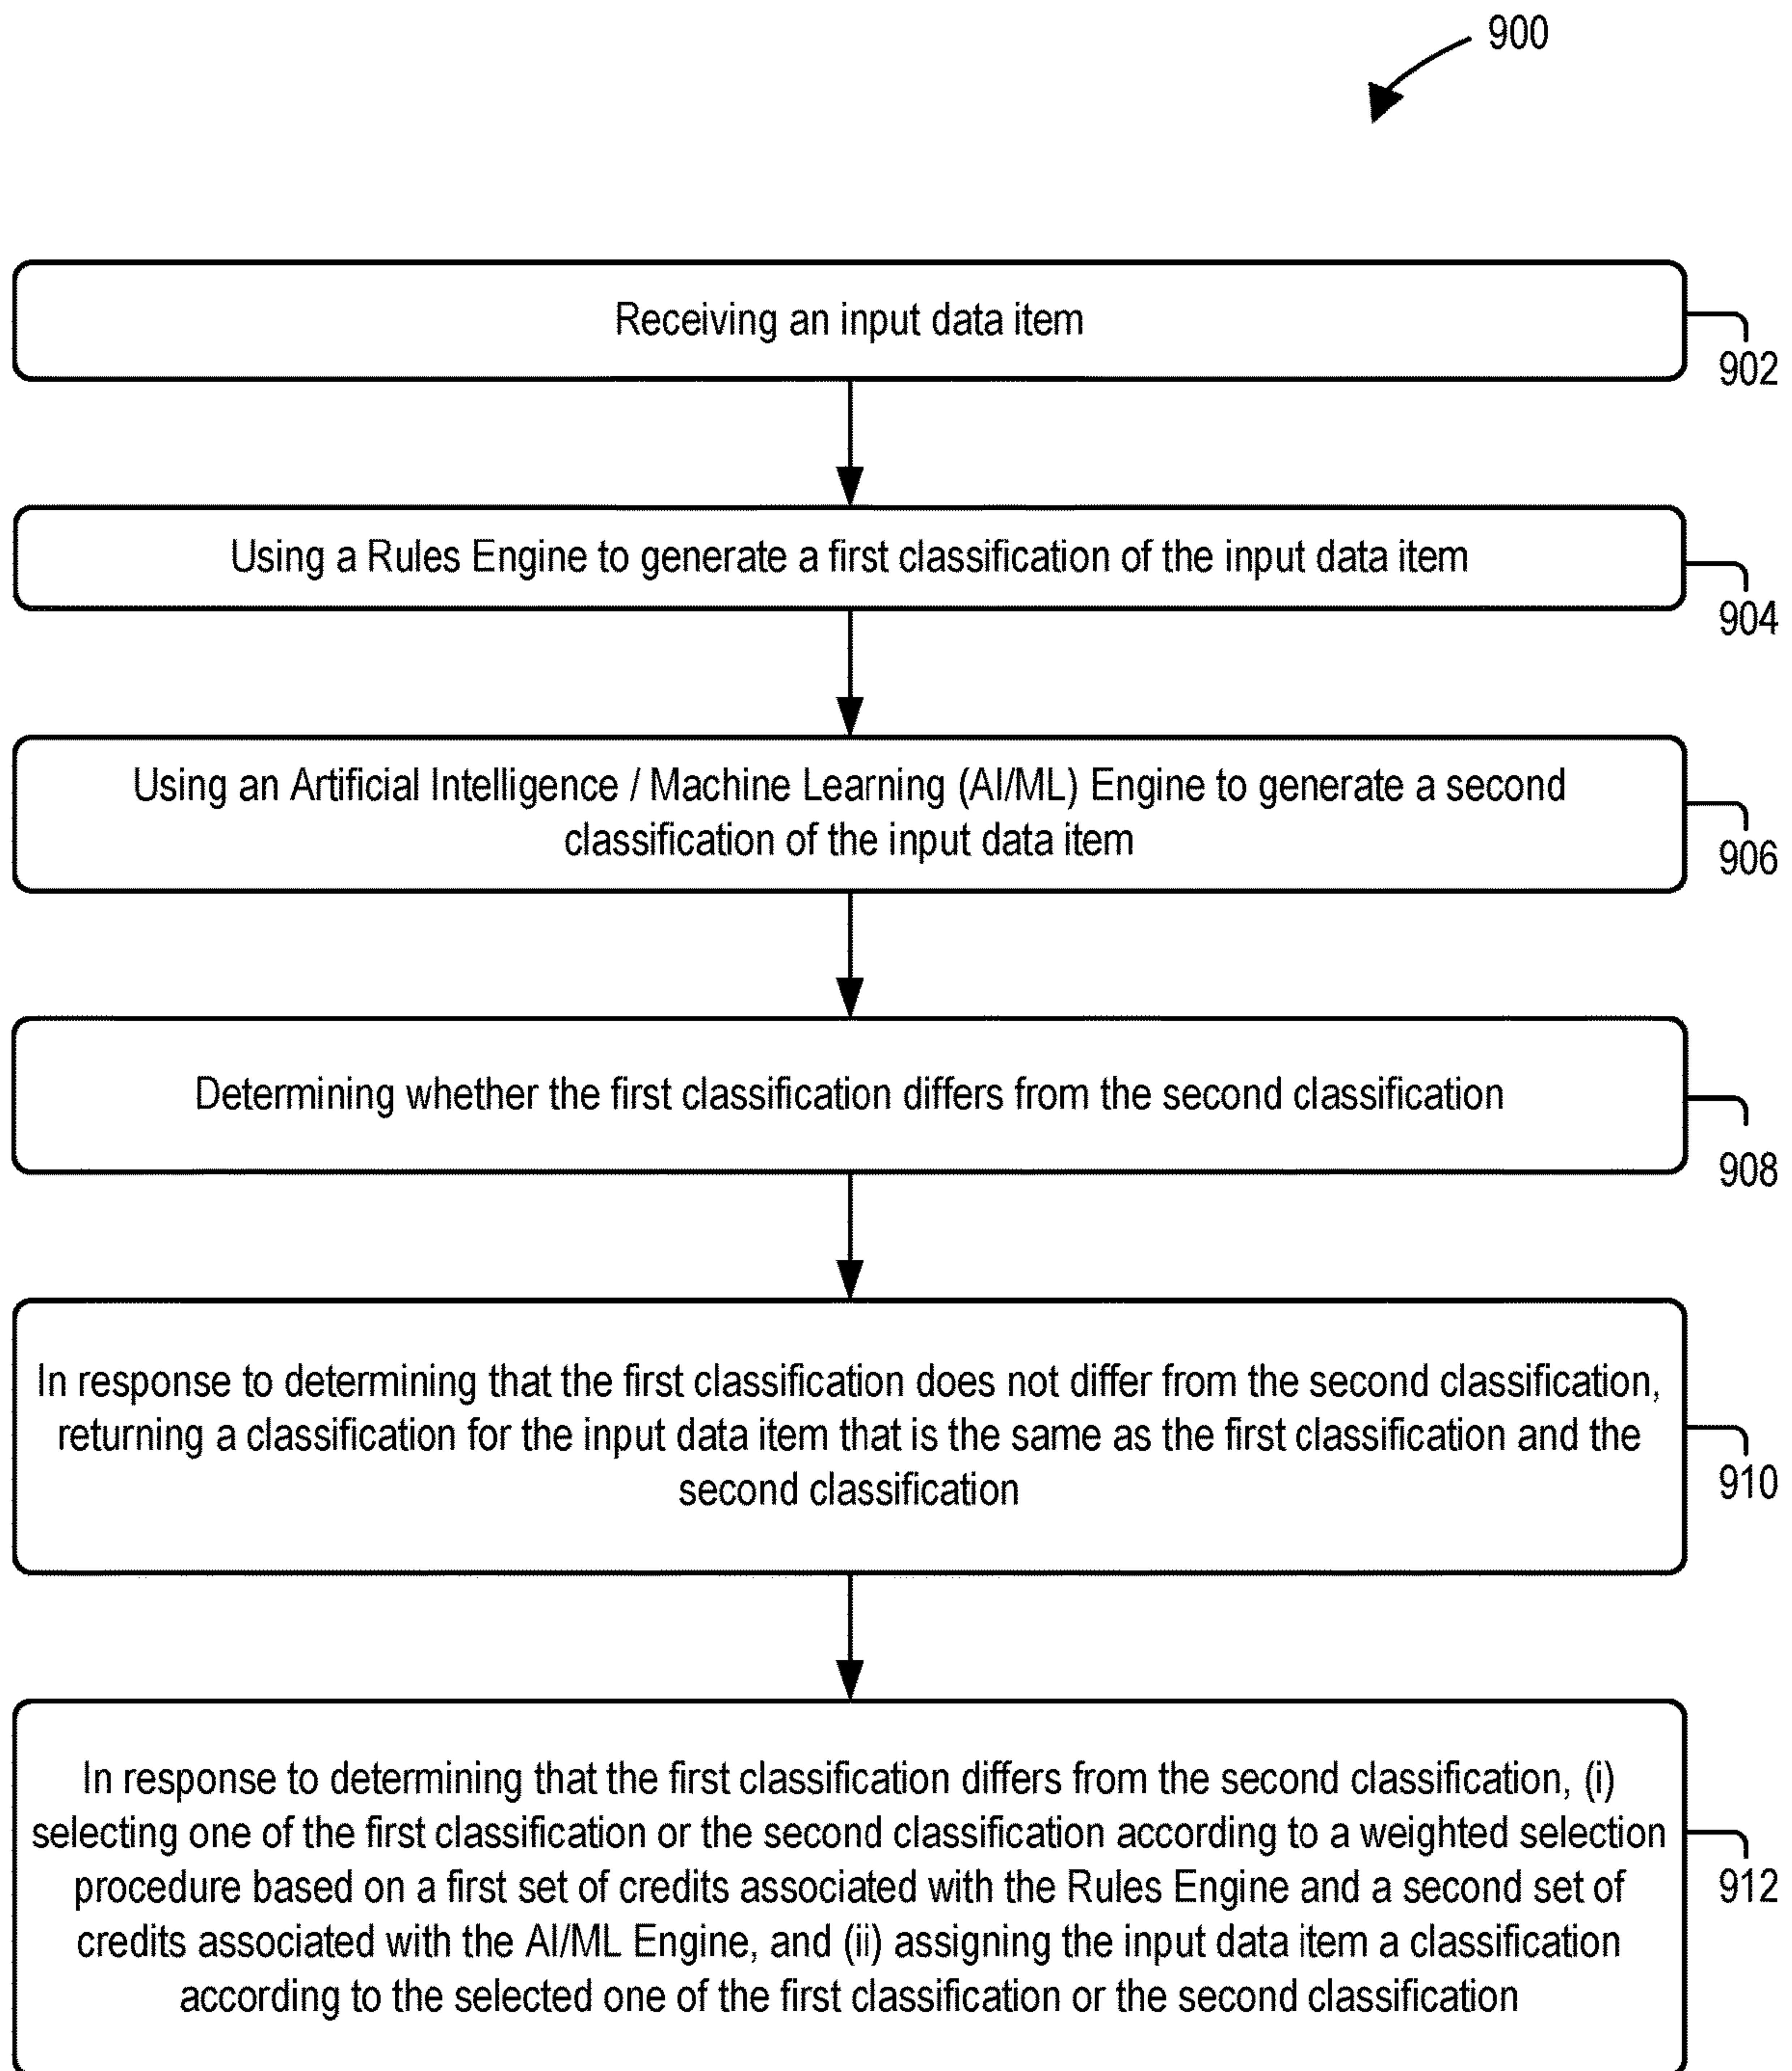 900
Receiving an input data item
902
Using a Rules Engine to generate a first classification of the input data item
904
Using an Artificial Intelligence / Machine Learning (AI/ML) Engine to generate a second
classification of the input data item
906
Determining whether the first classification differs from the second classification
908
In response to determining that the first classification does not differ from the second classification,
returning a classification for the input data item that is the same as the first classification and the
second classification
910
In response to determining that the first classification differs from the second classification, (i)
selecting one of the first classification or the second classification according to a weighted selection
procedure based on a first set of credits associated with the Rules Engine and a second set of
credits associated with the AI/ML Engine, and (ii) assigning the input data item a classification
according to the selected one of the first classification or the second classification
912